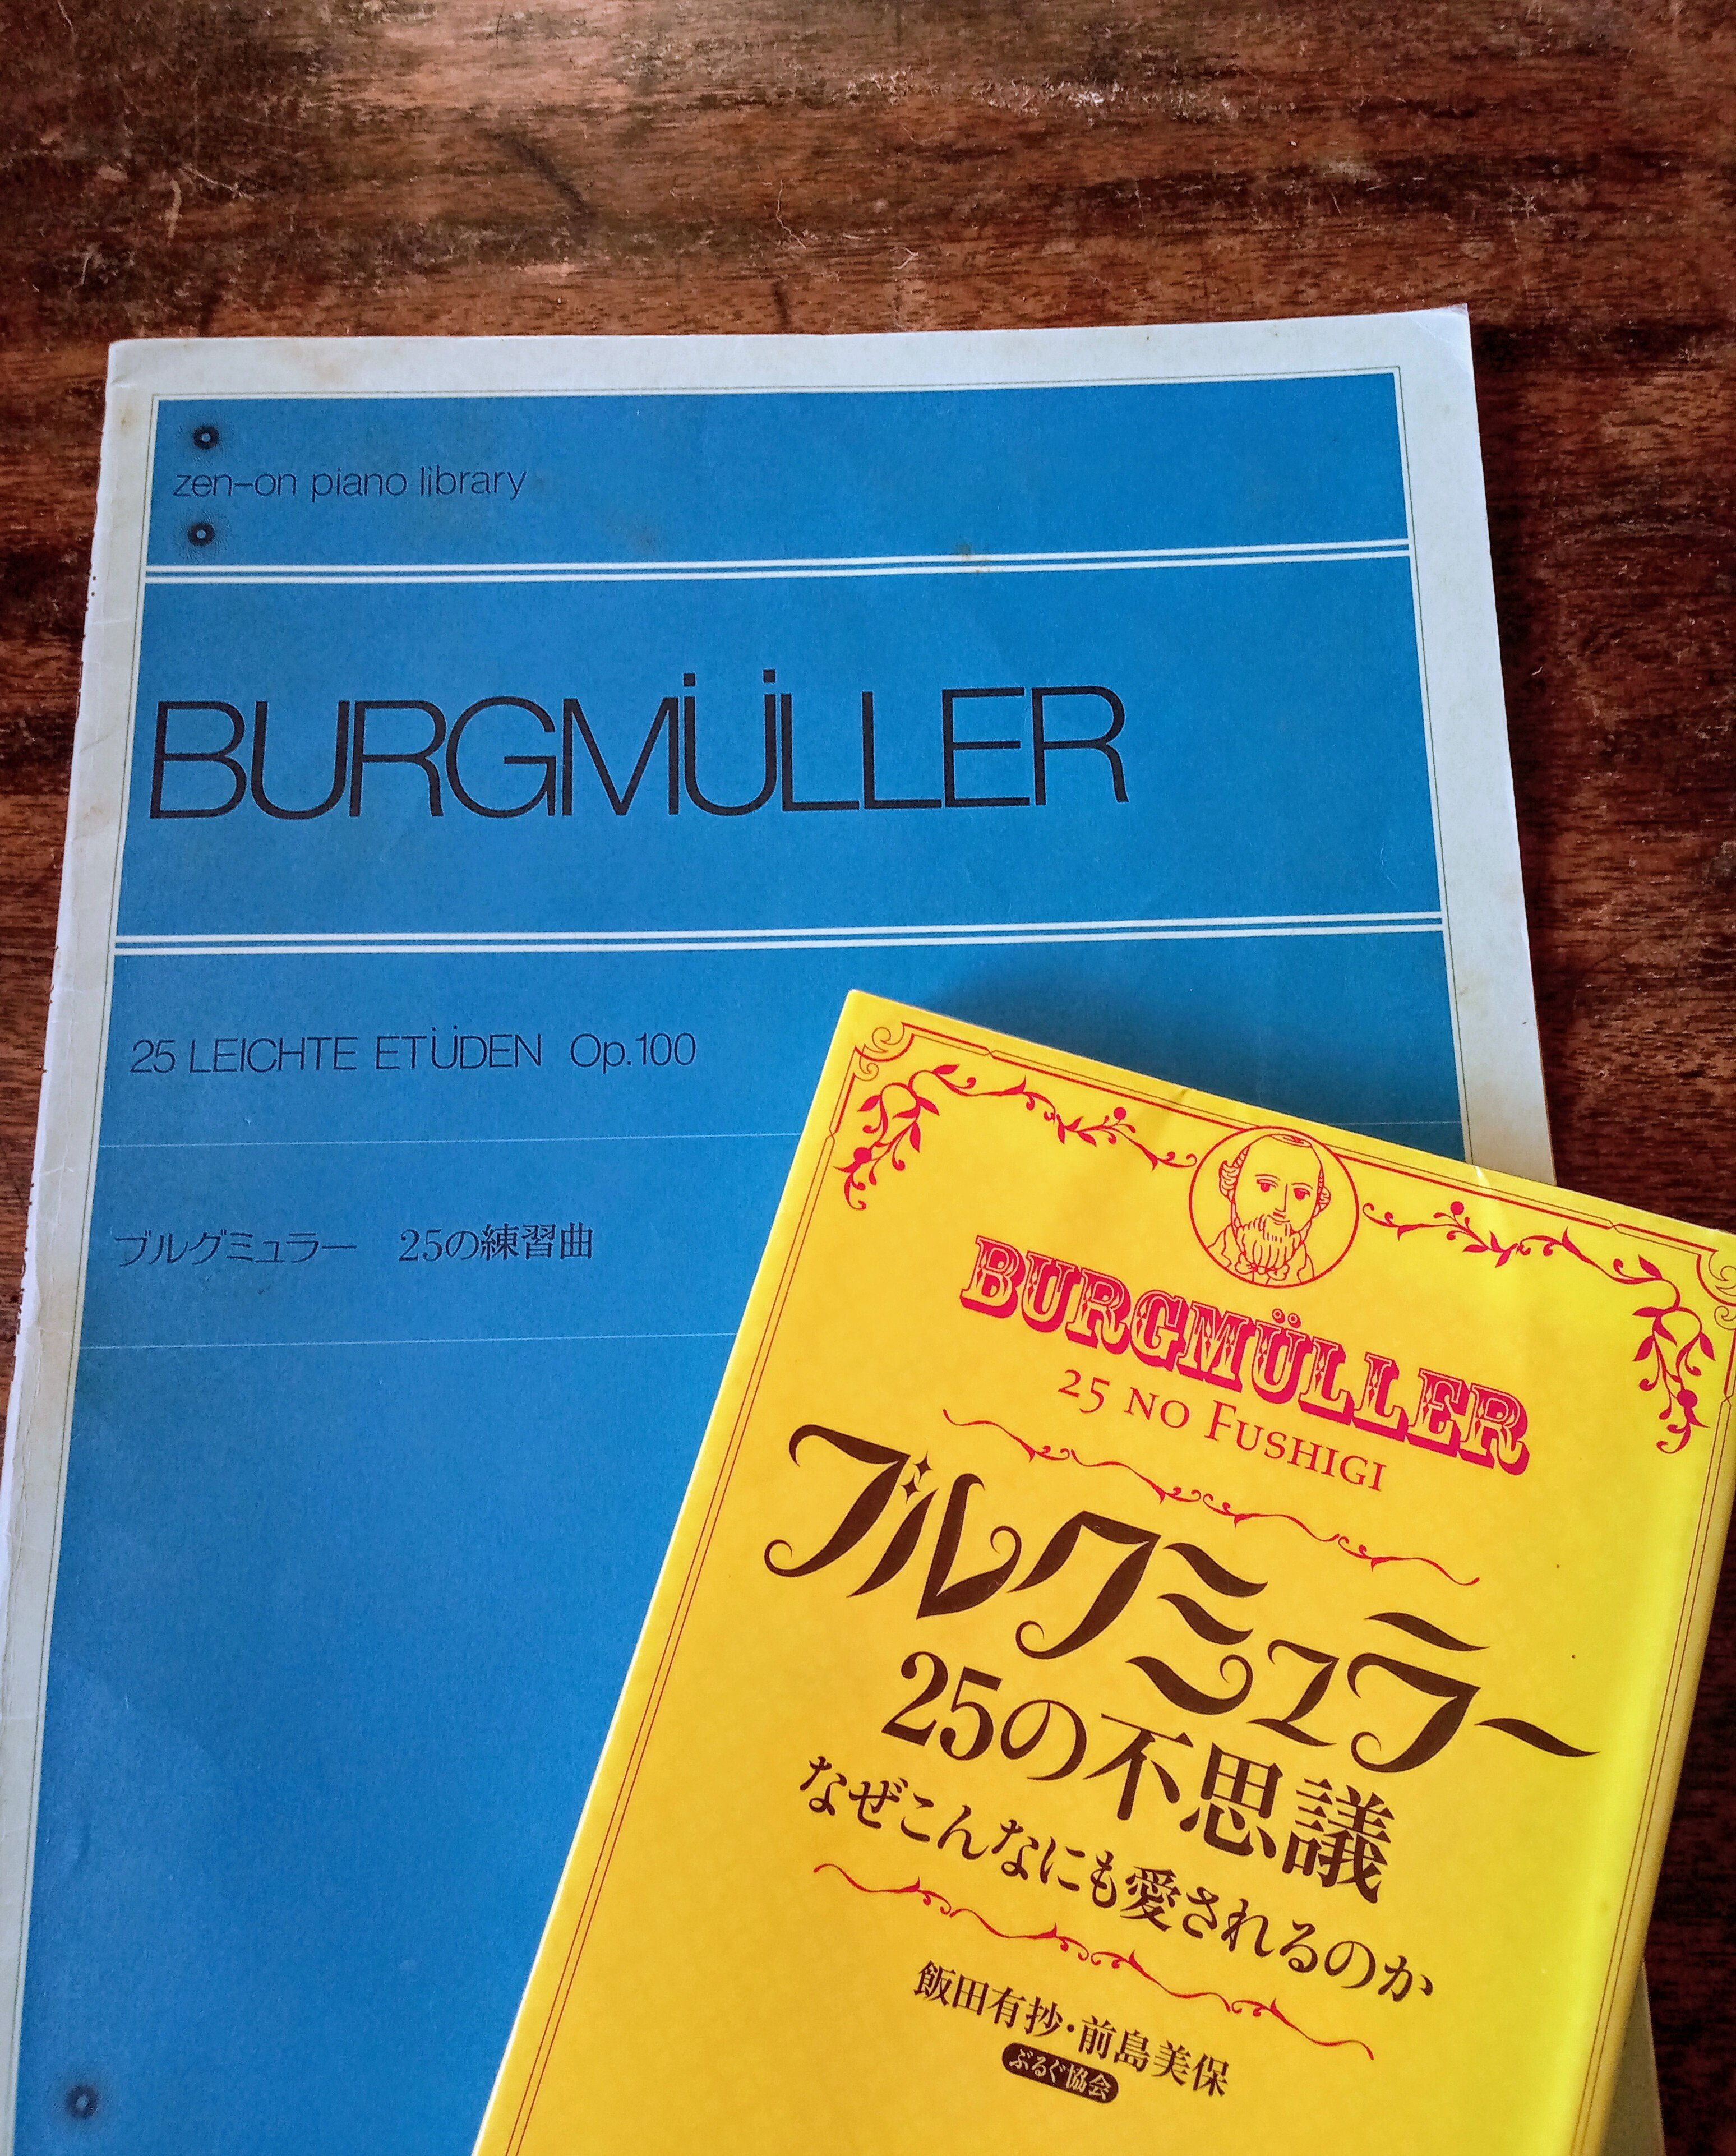 zen-on piano library
BURGMÜLLER
25 LEICHTE ETÜDEN Op.100
ブルグミュラー 25の練習曲
BURGMÜLLER
25 NO FUSHIGI
ブルクミュラー
25の不思議
なぜこんなにも愛されるのか
飯田有抄・前島美保
ぶるぐ協会